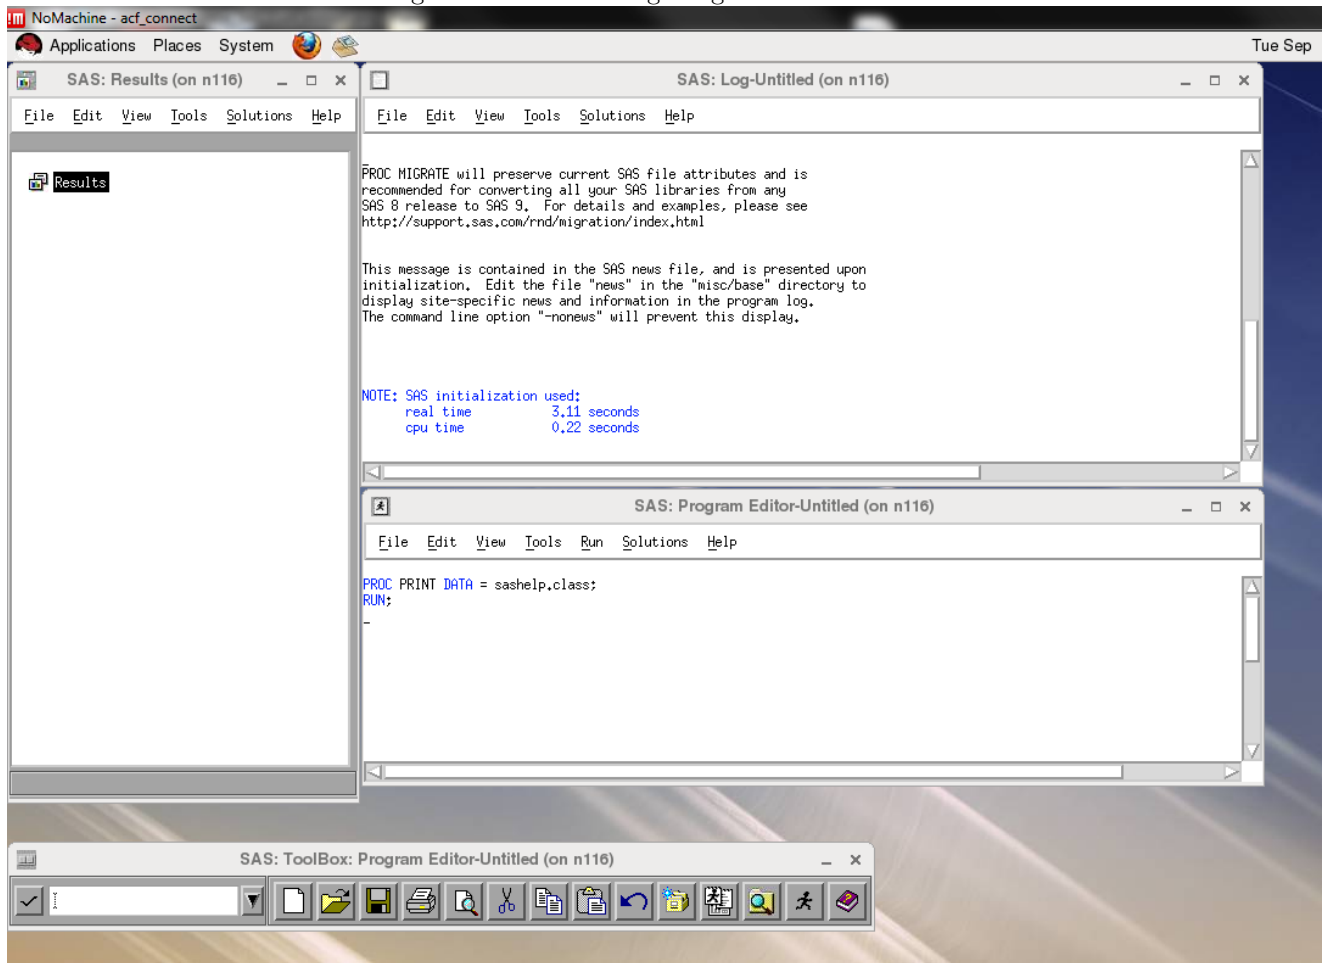 NoMachine - acf_connect
Applications Places System
Tue Sep
SAS: Results (on n116)
File Edit View Tools Solutions Help
Results
SAS: Log-Untitled (on n116)
File Edit View Tools Solutions Help
PROC MIGRATE will preserve current SAS file attributes and is
recommended for converting all your SAS libraries from any
SAS 8 release to SAS 9. For details and examples, please see
http://support.sas.com/rnd/migration/index.html
This message is contained in the SAS news file, and is presented upon
initialization. Edit the file "news" in the "misc/base" directory to
display site-specific news and information in the program log.
The command line option "-nonews" will prevent this display.
NOTE: SAS initialization used:
real time 3.11 seconds
cpu time 0.22 seconds
SAS: Program Editor-Untitled (on n116)
File Edit View Tools Run Solutions Help
PROC PRINT DATA = sashelp.class;
RUN;
SAS: ToolBox: Program Editor-Untitled (on n116)